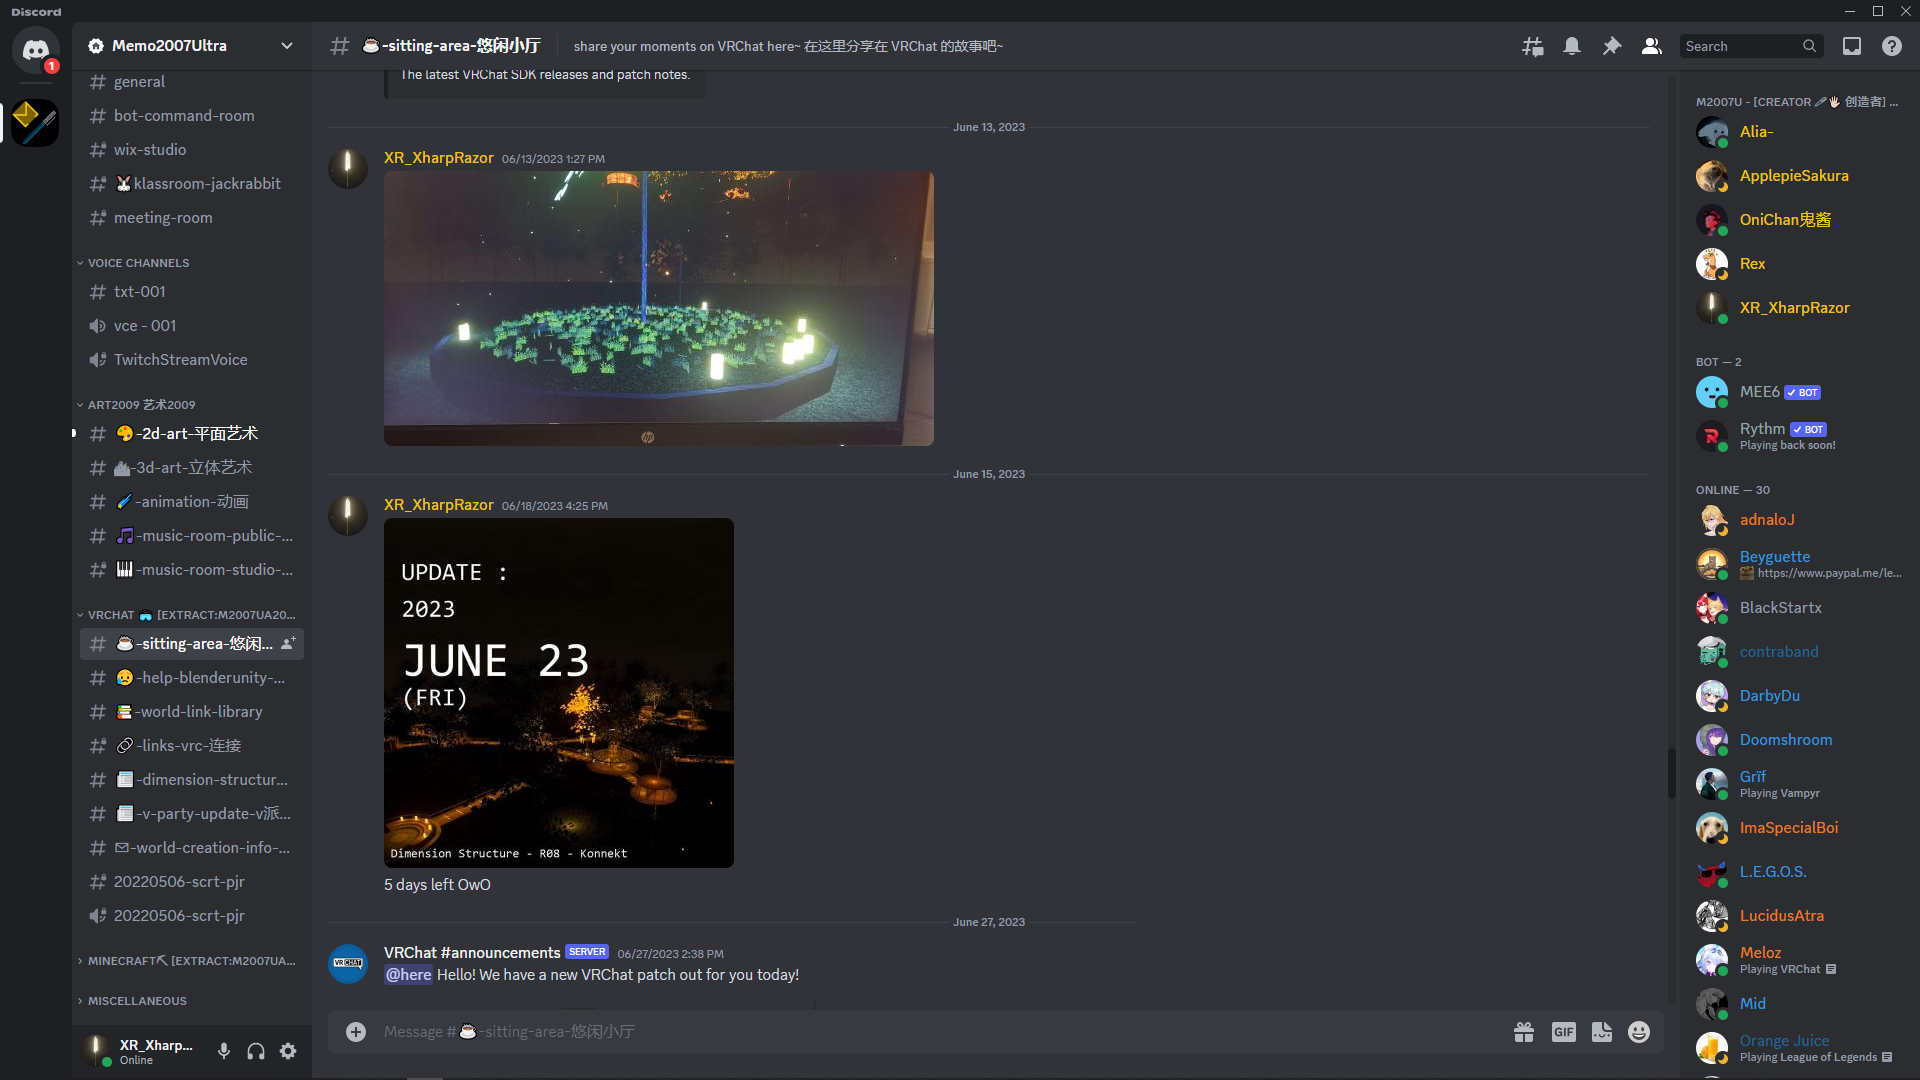 Discord
1
Memo2007Ultra
general
bot-command-room
wix-studio
klassroom-jackrabbit
meeting-room
VOICE CHANNELS
txt-001
vce - 001
TwitchStreamVoice
ART2009 艺术2009
-2d-art-平面艺术
-3d-art-立体艺术
-animation-动画
-music-room-public-...
-music-room-studio-...
VRCHAT [EXTRACT:M2007UA20...
-sitting-area-悠闲...
-help-blenderunity-...
-world-link-library
-links-vrc-连接
-dimension-structur...
-v-party-update-v派...
-world-creation-info-...
20220506-scrt-pjr
20220506-scrt-pjr
MINECRAFT [EXTRACT:M2007UA...
MISCELLANEOUS
XR_Xharp...
Online
-sitting-area-悠闲小厅
share your moments on VRChat here~ 在这里分享在 VRChat 的故事吧~
Search
The latest VRChat SDK releases and patch notes.
June 13, 2023
XR_XharpRazor 06/13/2023 1:27 PM
hp
June 15, 2023
XR_XharpRazor 06/18/2023 4:25 PM
UPDATE :
2023
JUNE 23
(FRI)
Dimension Structure - R08 - Konnekt
5 days left OwO
June 27, 2023
VRCHAT
VRChat #announcements SERVER 06/27/2023 2:38 PM
@here Hello! We have a new VRChat patch out for you today!
Message #-sitting-area-悠闲小厅
GIF
M2007U - [CREATOR 创造者] ...
Alia-
ApplepieSakura
OniChan鬼酱
Rex
XR_XharpRazor
BOT — 2
MEE6 BOT
Rythm BOT
Playing back soon!
ONLINE — 30
adnaloJ
Beyguette
https://www.paypal.me/le...
BlackStartx
contraband
DarbyDu
Doomshroom
Grïf
Playing Vampyr
ImaSpecialBoi
L.E.G.O.S.
LucidusAtra
Meloz
Playing VRChat
Mid
Orange Juice
Playing League of Legends